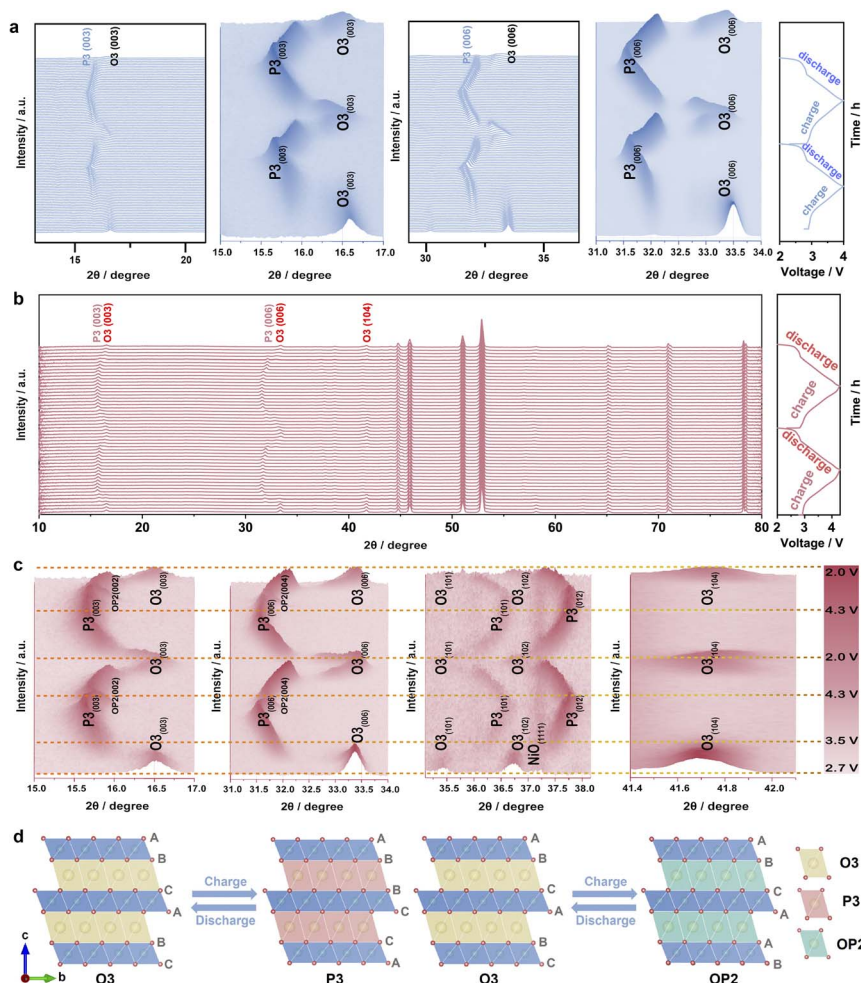 a
P3 (003)
O3 (003)
Intensity / a.u.
15
20
2θ / degree
P3(003)
O3(003)
O3(003)
P3(003)
O3(003)
15.0
15.5
16.0
16.5
17.0
2θ / degree
P3 (006)
O3 (006)
Intensity / a.u.
30
35
2θ / degree
P3(006)
O3(006)
O3(006)
P3(006)
O3(006)
31.0
31.5
32.0
32.5
33.0
33.5
34.0
2θ / degree
discharge
charge
discharge
charge
Time / h
2
3
4
Voltage / V
b
P3 (003)
O3 (003)
P3 (006)
O3 (006)
O3 (104)
Intensity / a.u.
10
20
30
40
50
60
70
80
2θ / degree
discharge
charge
discharge
charge
Time / h
2
3
4
Voltage / V
c
Intensity / a.u.
P3(003)
OP2(002)
O3(003)
O3(003)
P3(003)
OP2(002)
O3(003)
15.0
15.5
16.0
16.5
17.0
2θ / degree
Intensity / a.u.
P3(006)
OP2(004)
O3(006)
O3(006)
P3(006)
OP2(004)
O3(006)
31.0
32.0
33.0
34.0
2θ / degree
Intensity / a.u.
O3(101)
P3(101)
O3(102)
P3(012)
O3(101)
O3(102)
P3(101)
P3(012)
O3(101)
O3(102)
NiO(1111)
35.5
36.0
36.5
37.0
37.5
38.0
2θ / degree
Intensity / a.u.
O3(104)
O3(104)
O3(104)
41.4
41.6
41.8
42.0
2θ / degree
2.0 V
4.3 V
2.0 V
4.3 V
3.5 V
2.7 V
d
A
B
C
A
B
C
O3
Charge
Discharge
A
B
B
C
C
A
P3
A
B
C
A
B
C
O3
Charge
Discharge
A
B
C
A
A
B
OP2
O3
P3
OP2
c
b